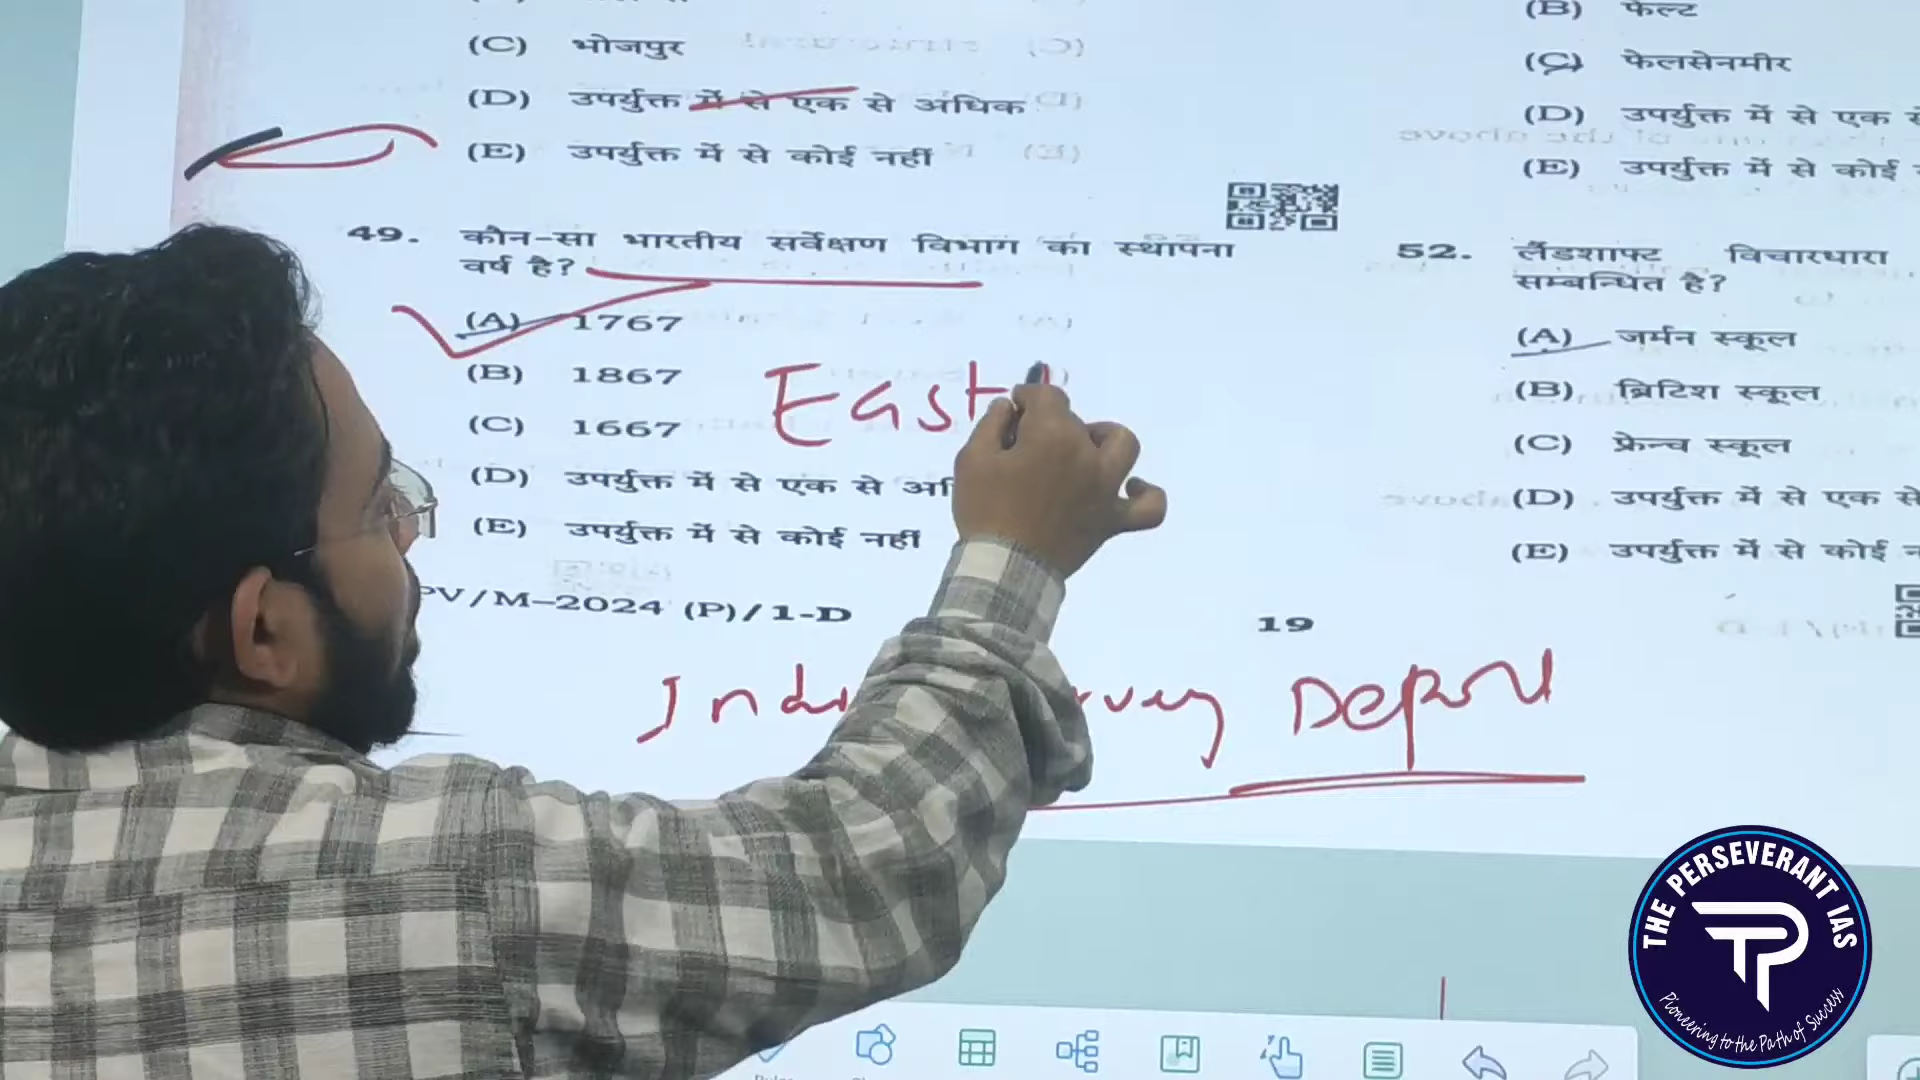 (C) भोजपुर
(D) उपर्युक्त में से एक से अधिक
(E) उपर्युक्त में से कोई नहीं
49. कौन-सा भारतीय सर्वेक्षण विभाग का स्थापना
वर्ष है?
(A) 1767
(B) 1867
(C) 1667
(D) उपर्युक्त में से एक से
(E) उपर्युक्त में से कोई नहीं
East
PV/M–2024 (P)/1-D
19
(B) फेल्ट
(C) फेलसेनमीर
(D) उपर्युक्त में से एक
(E) उपर्युक्त में से कोई
52. लैंडशाफ्ट विचारधारा
सम्बन्धित है?
(A) जर्मन स्कूल
(B) ब्रिटिश स्कूल
(C) फ्रेन्च स्कूल
(D) उपर्युक्त में से एक से
(E) उपर्युक्त में से कोई
THE PERSEVERANT IAS
Pioneering to the Path of Success